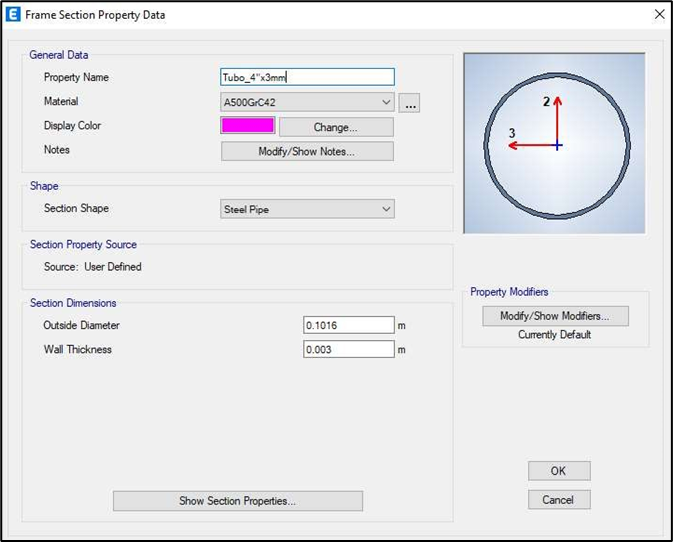 E Frame Section Property Data
General Data
Property Name Tubo_4"x3mm
Material A500GrC42 ...
Display Color Change...
Notes Modify/Show Notes...
2
3
Shape
Section Shape Steel Pipe
Section Property Source
Source: User Defined
Section Dimensions
Outside Diameter 0.1016 m
Wall Thickness 0.003 m
Property Modifiers
Modify/Show Modifiers...
Currently Default
Show Section Properties...
OK
Cancel